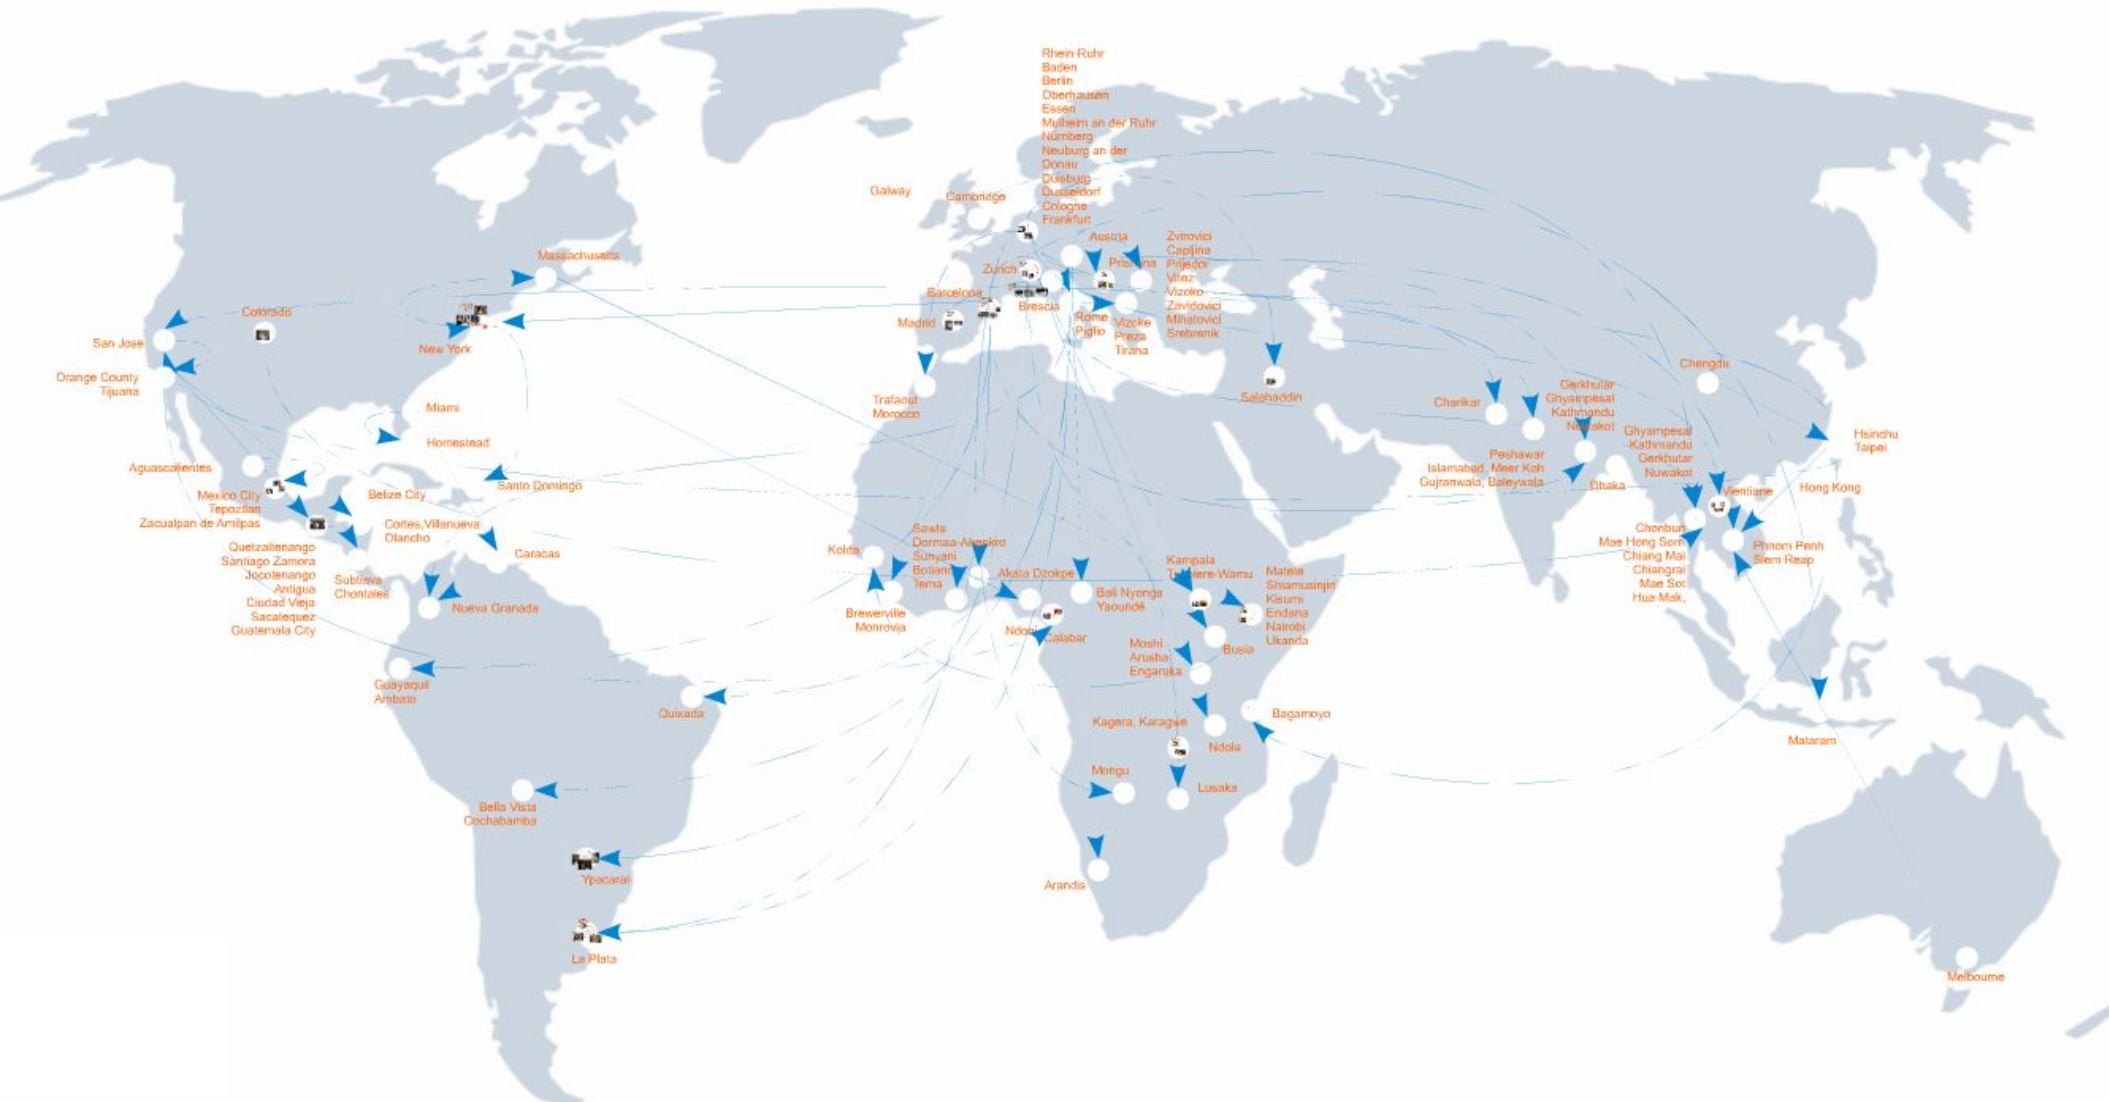 Rhein-Ruhr
Baden
Berlin
Oberhausen
Essen
Mulheim an der Ruhr
Nürnberg
Neuburg an der
Donau
Duisburg
Dusseldorf
Cologne
Frankfurt
Galway
Cambridge
Austria
Zvirovici
Capljina
Prijedor
Vitez
Vizoko
Zavidovici
Mihatovici
Srebrenik
Zurich
Barcelona
Brescia
Madrid
Rome
Piglio
Vizoke
Preza
Tirana
Massachusetts
Colorado
New York
San Jose
Orange County
Tijuana
Miami
Homestead
Trafaout
Morocco
Salahaddin
Chengdu
Charikar
Gerkhutar
Ghyampesal
Kathmandu
Nuwakot
Ghyampesal
Kathmandu
Gerkhutar
Nuwakot
Hsinchu
Taipei
Peshawar
Islamabad, Meer Koh
Gujranwala, Baleywala
Dhaka
Vientiane
Hong Kong
Aguascalientes
Mexico City
Tepoztlan
Zacualpan de Amilpas
Belize City
Santo Domingo
Cortes,Villanueva
Olancho
Caracas
Quetzaltenango
Santiago Zamora
Jocotenango
Antigua
Ciudad Vieja
Sacatequez
Guatemala City
Subtiava
Chontales
Nueva Granada
Kolda
Sawla
Sunyani
Tema
Akata Dzokpe
Brewerville
Monrovia
Bali Nyonga
Yaoundé
Calabar
Kampala
Matete
Shiamusinjin
Kisumi
Endana
Nairobi
Ukanda
Busia
Moshi
Arusha
Engaruka
Chonburi
Mae Hong Sorn
Chiang Mai
Chiangrai
Mae Sot
Hua Mak,
Phnom Penh
Siem Reap
Guayaquil
Ambato
Quixada
Kagera, Karagwe
Ndola
Bagamoyo
Mataram
Mongu
Lusaka
Bella Vista
Cochabamba
Ypacarai
Arandis
La Plata
Melbourne